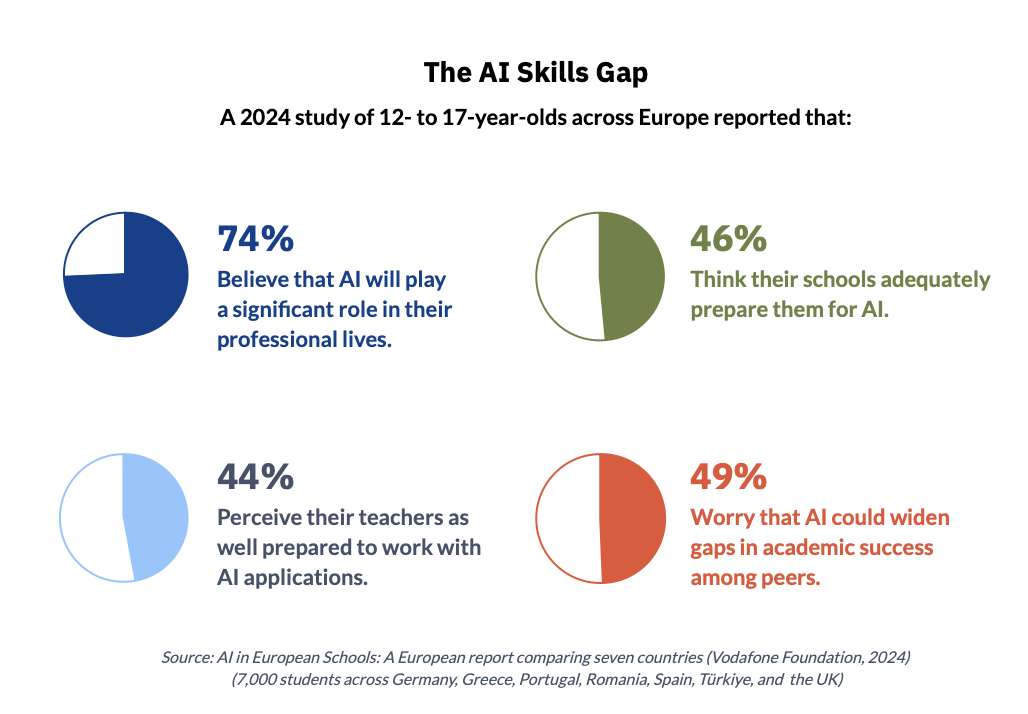 The AI Skills Gap
A 2024 study of 12- to 17-year-olds across Europe reported that:
74%
Believe that AI will play
a significant role in their
professional lives.
46%
Think their schools adequately
prepare them for AI.
44%
Perceive their teachers as
well prepared to work with
AI applications.
49%
Worry that AI could widen
gaps in academic success
among peers.
Source: AI in European Schools: A European report comparing seven countries (Vodafone Foundation, 2024)
(7,000 students across Germany, Greece, Portugal, Romania, Spain, Türkiye, and the UK)